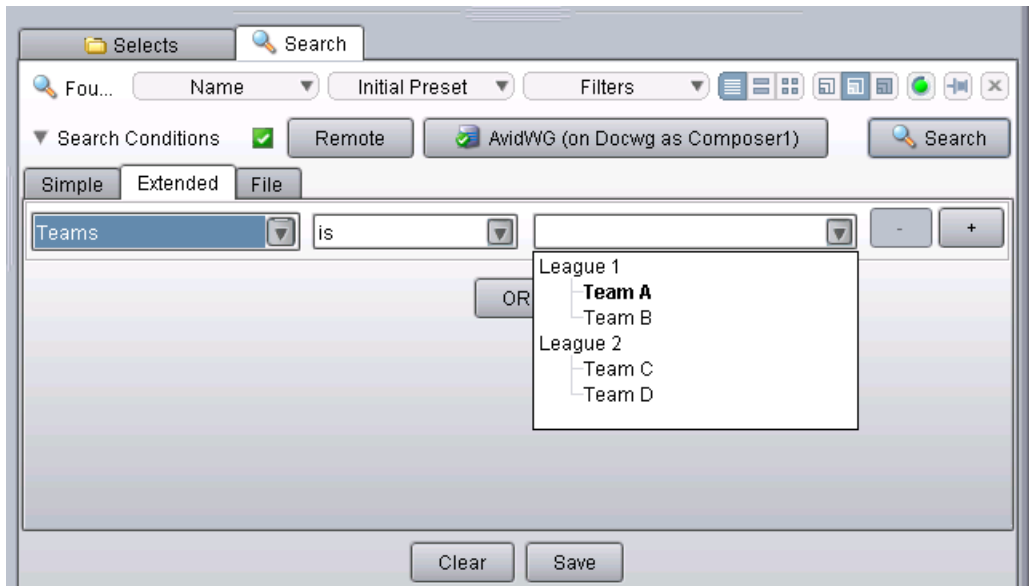 Selects Search
Fou... Name Initial Preset Filters
Search Conditions Remote AvidWG (on Docwg as Composer1) Search
Simple Extended File
Teams is - +
League 1
Team A
OR
Team B
League 2
Team C
Team D
Clear Save